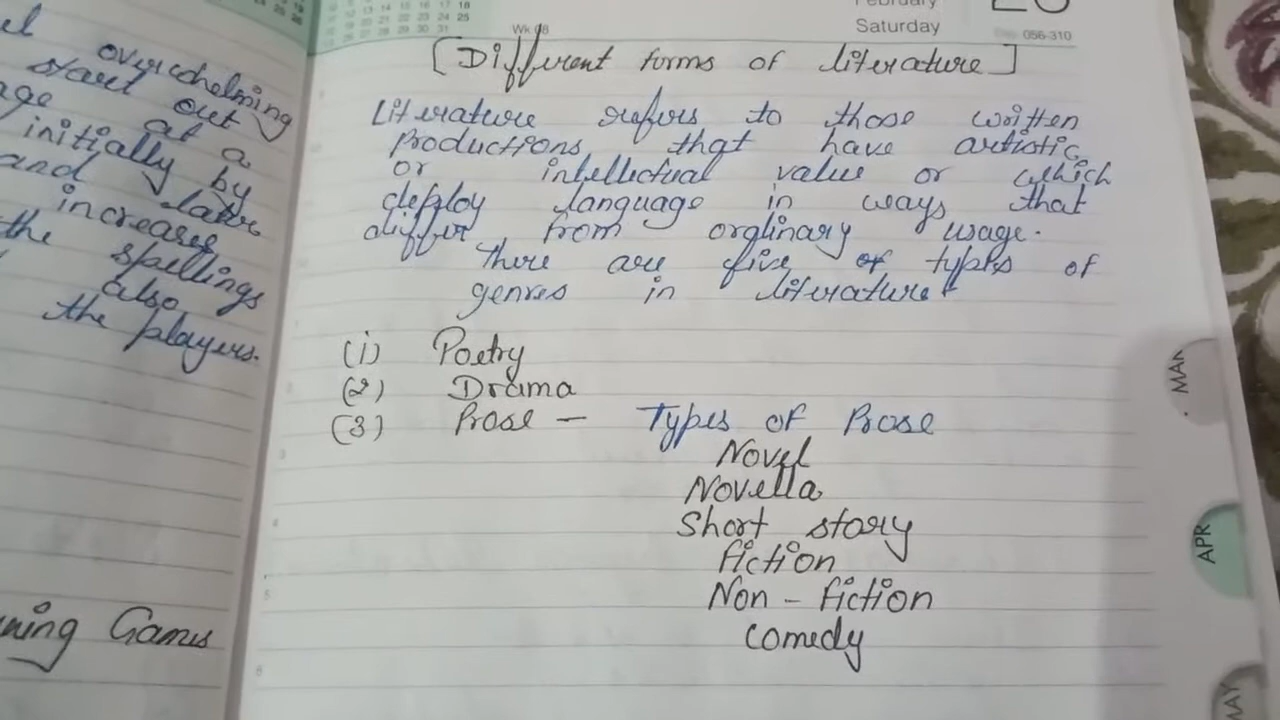 overwhelming
start out
at a
initially by
and later
increases
the spellings
also
the players.
Games
February
Saturday
Wk 08
056-310
[Different forms of literature]
Literature refers to those written
productions that have artistic
or intellectual value or which
deploy language in ways that
differ from ordinary usage.
There are five of types of
genres in literature
(1) Poetry
(2) Drama
(3) Prose - Types of Prose
Novel
Novella
Short story
fiction
Non - fiction
comedy
MAR
APR
MAY